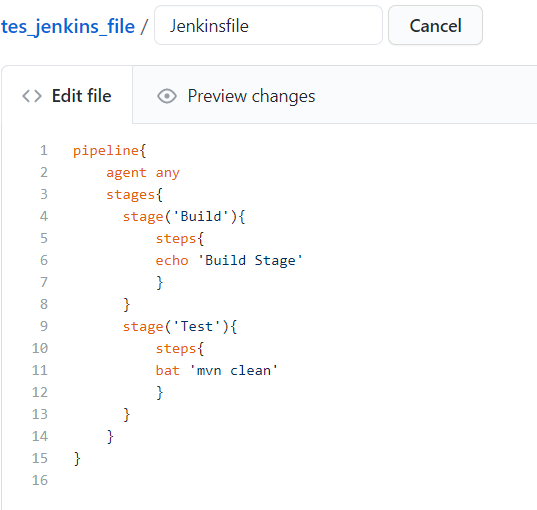 tes_jenkins_file / Jenkinsfile Cancel
<> Edit file Preview changes
1 pipeline{
2 agent any
3 stages{
4 stage('Build'){
5 steps{
6 echo 'Build Stage'
7 }
8 }
9 stage('Test'){
10 steps{
11 bat 'mvn clean'
12 }
13 }
14 }
15 }
16